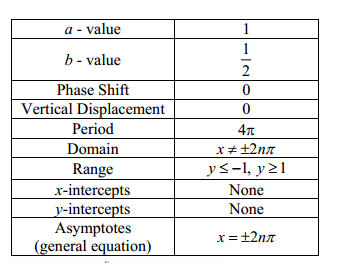 a - value 1
b - value 1/2
Phase Shift 0
Vertical Displacement 0
Period 4π
Domain x ≠ ±2nπ
Range y ≤ −1, y ≥ 1
x-intercepts None
y-intercepts None
Asymptotes
(general equation) x = ±2nπ